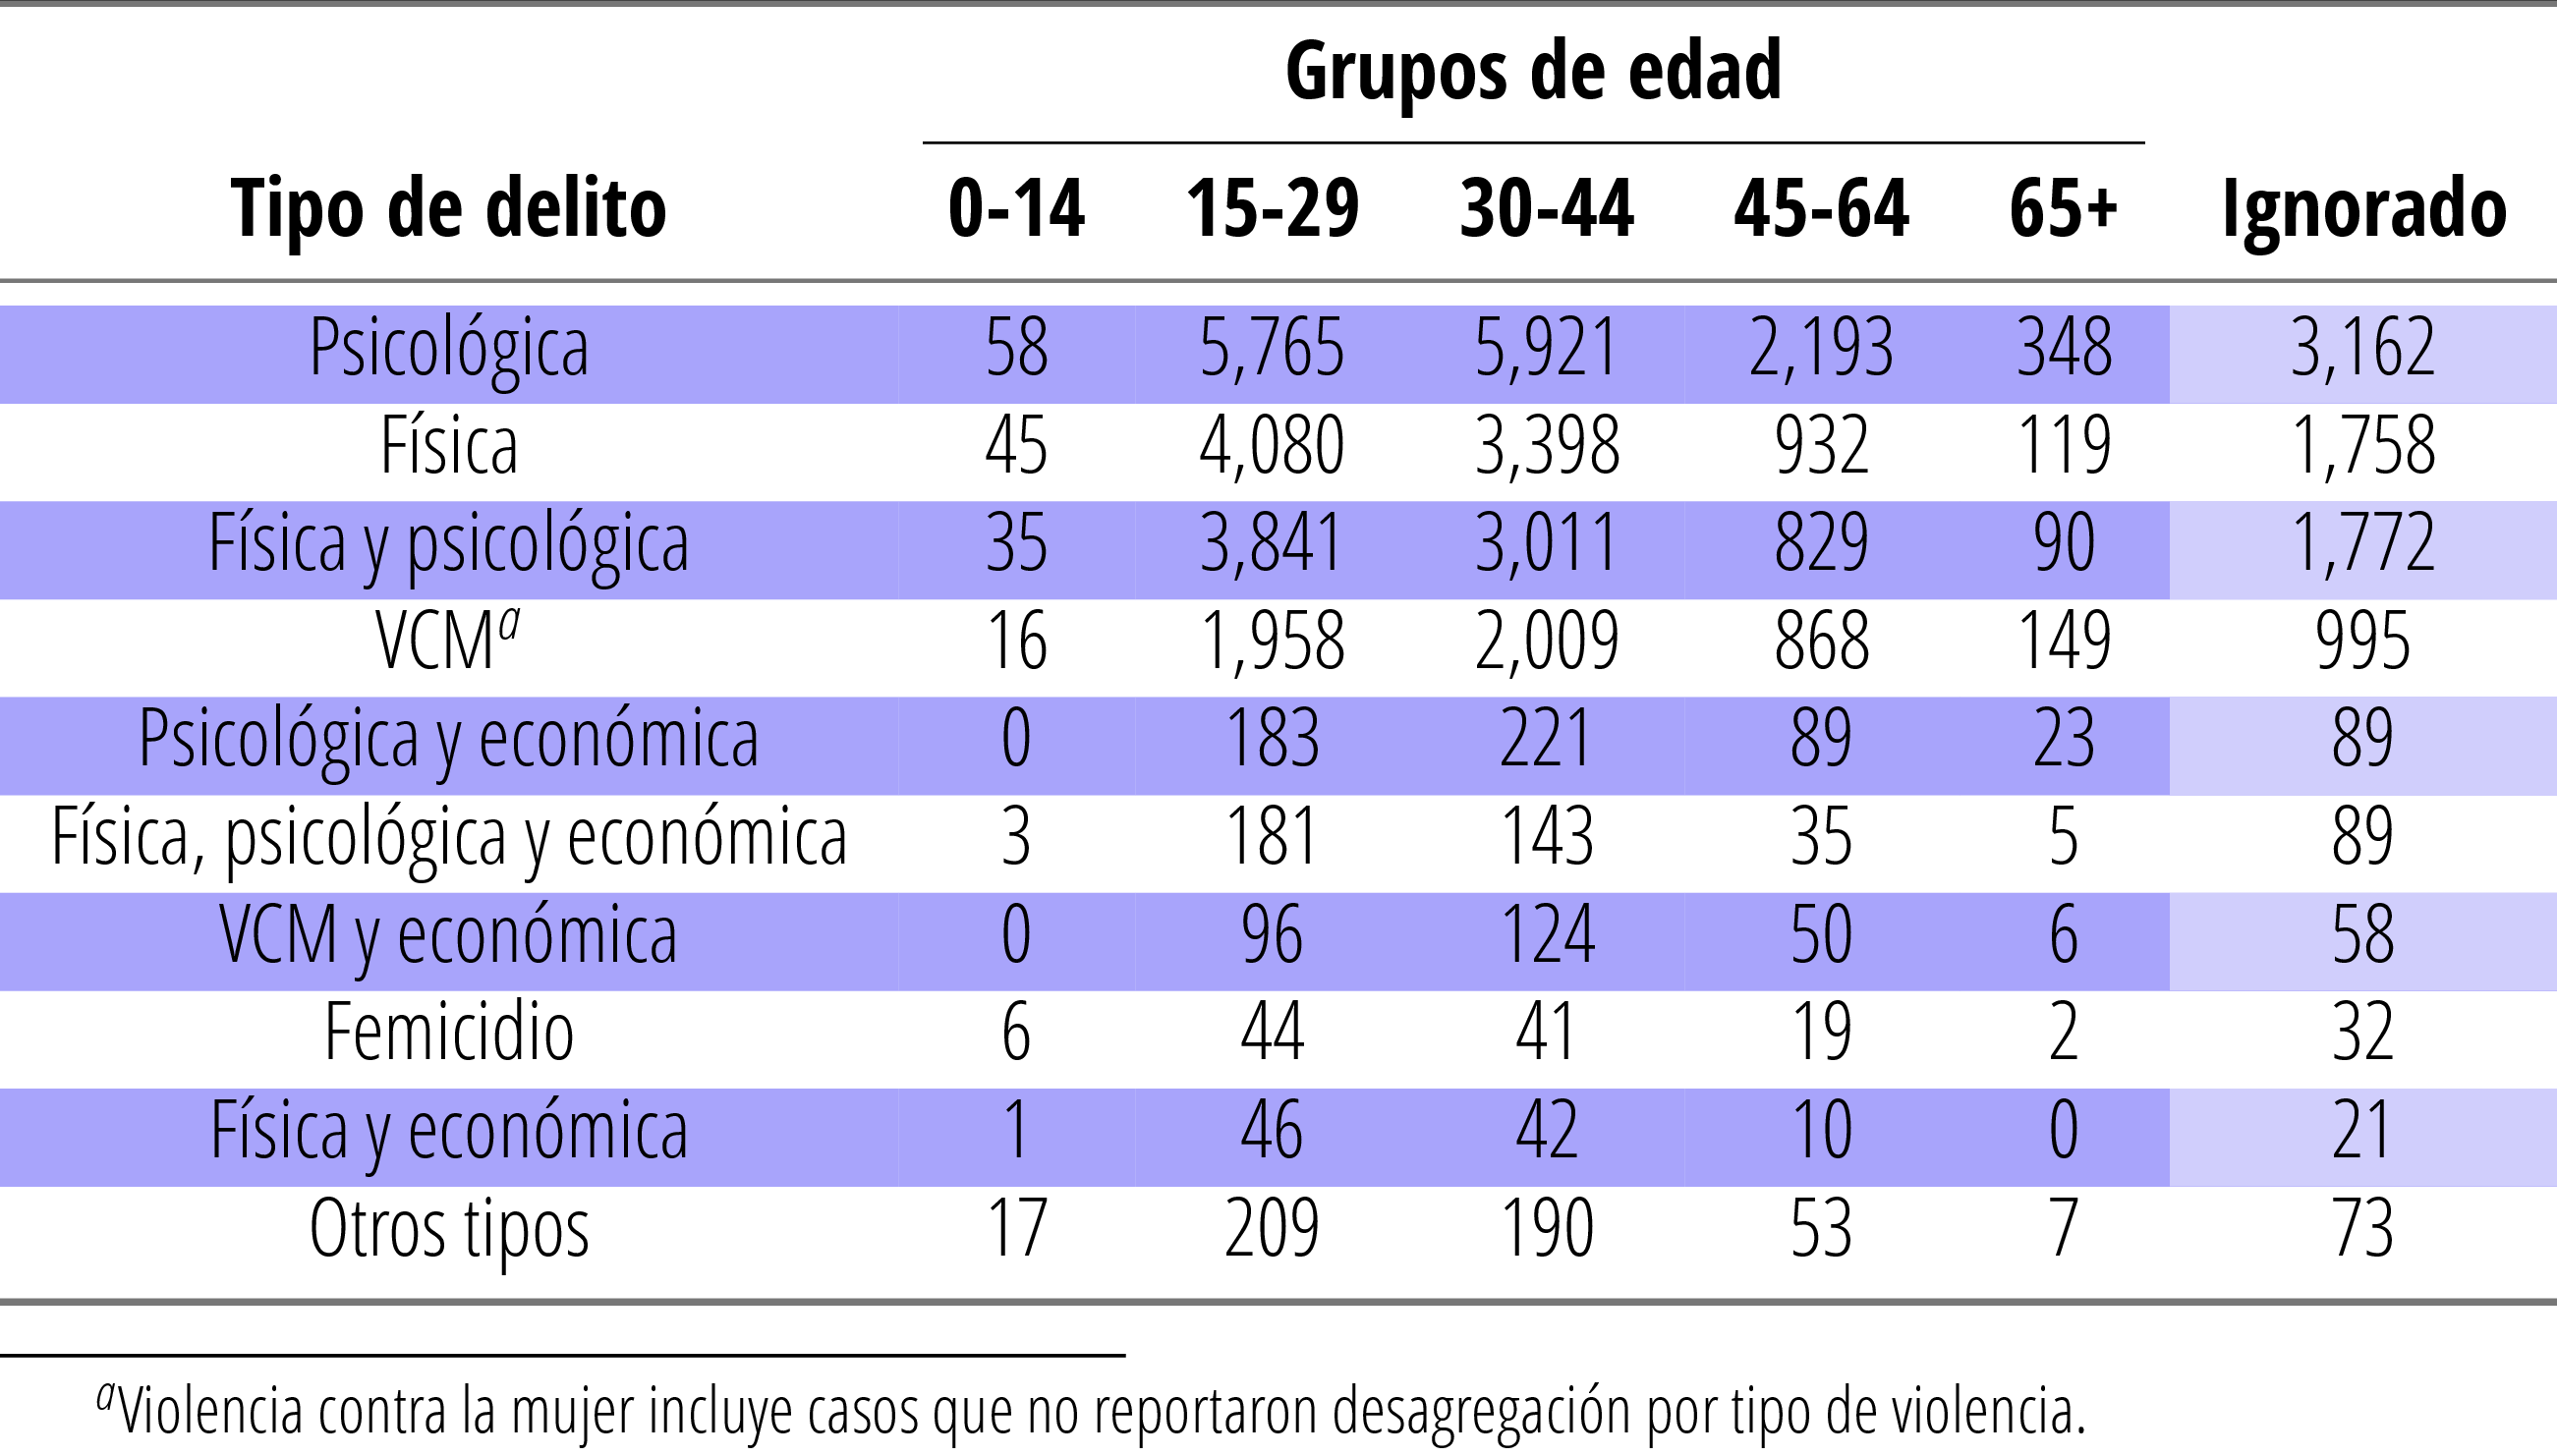 Grupos de edad
Tipo de delito 0-14 15-29 30-44 45-64 65+ Ignorado
Psicológica 58 5,765 5,921 2,193 348 3,162
Física 45 4,080 3,398 932 119 1,758
Física y psicológica 35 3,841 3,011 829 90 1,772
VCMa 16 1,958 2,009 868 149 995
Psicológica y económica 0 183 221 89 23 89
Física, psicológica y económica 3 181 143 35 5 89
VCM y económica 0 96 124 50 6 58
Femicidio 6 44 41 19 2 32
Física y económica 1 46 42 10 0 21
Otros tipos 17 209 190 53 7 73
aViolencia contra la mujer incluye casos que no reportaron desagregación por tipo de violencia.